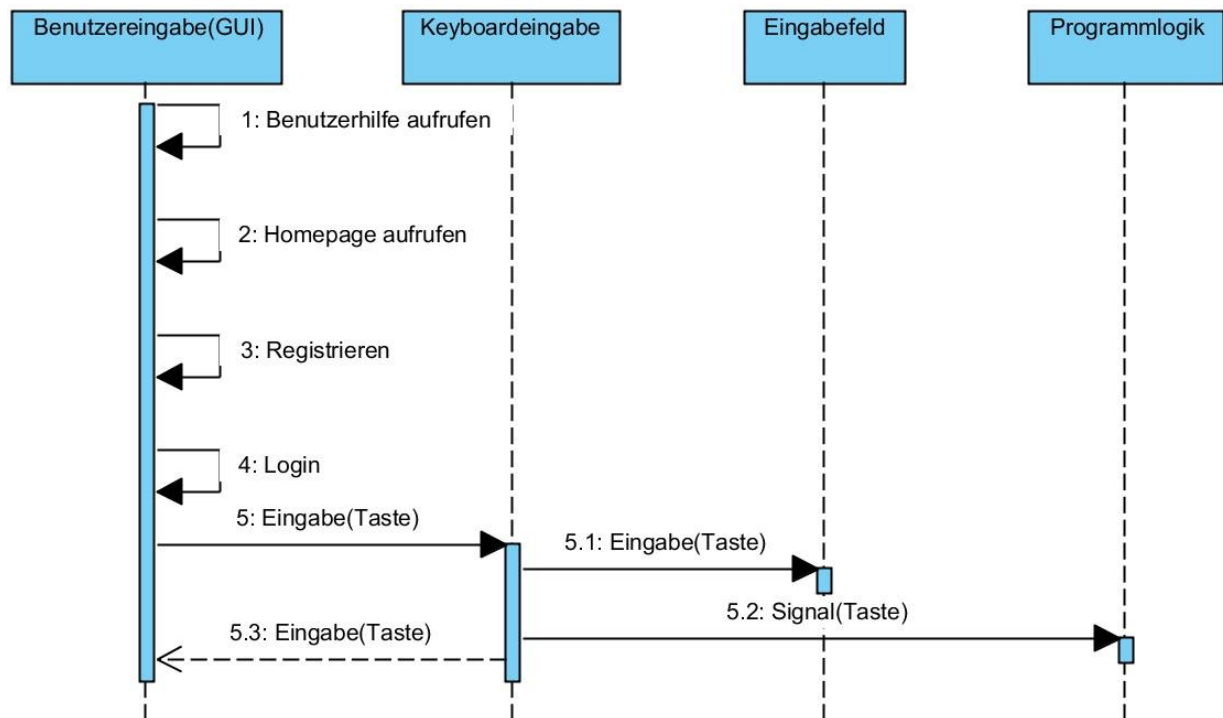 Benutzereingabe(GUI)
Keyboardeingabe
Eingabefeld
Programmlogik
1: Benutzerhilfe aufrufen
2: Homepage aufrufen
3: Registrieren
4: Login
5: Eingabe(Taste)
5.1: Eingabe(Taste)
5.2: Signal(Taste)
5.3: Eingabe(Taste)